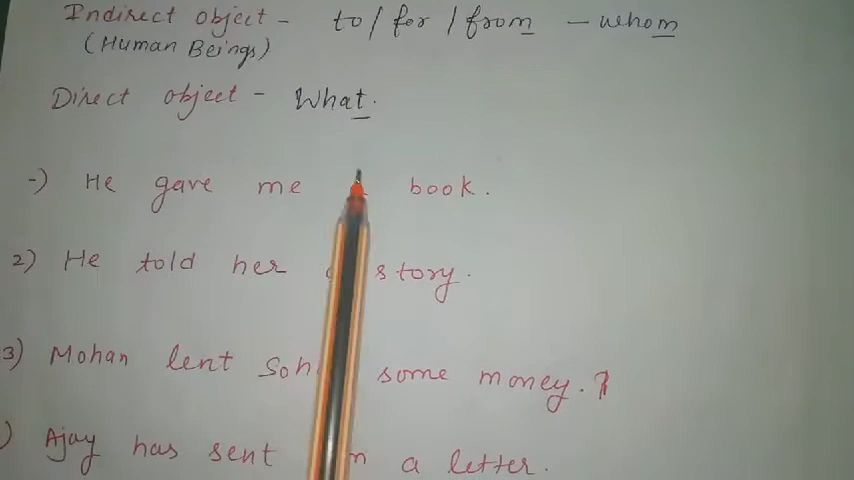 Indirect object - to / for / from - whom
(Human Beings)
Direct object - What.
-) He gave me book.
2) He told her story.
3) Mohan lent some money.
) Ajay has sent a letter.